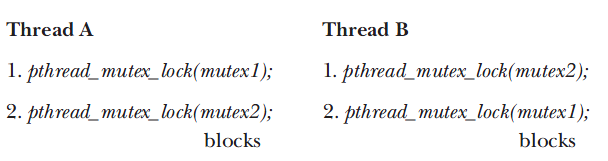 Thread A
1. pthread_mutex_lock(mutex1);
2. pthread_mutex_lock(mutex2);
blocks
Thread B
1. pthread_mutex_lock(mutex2);
2. pthread_mutex_lock(mutex1);
blocks